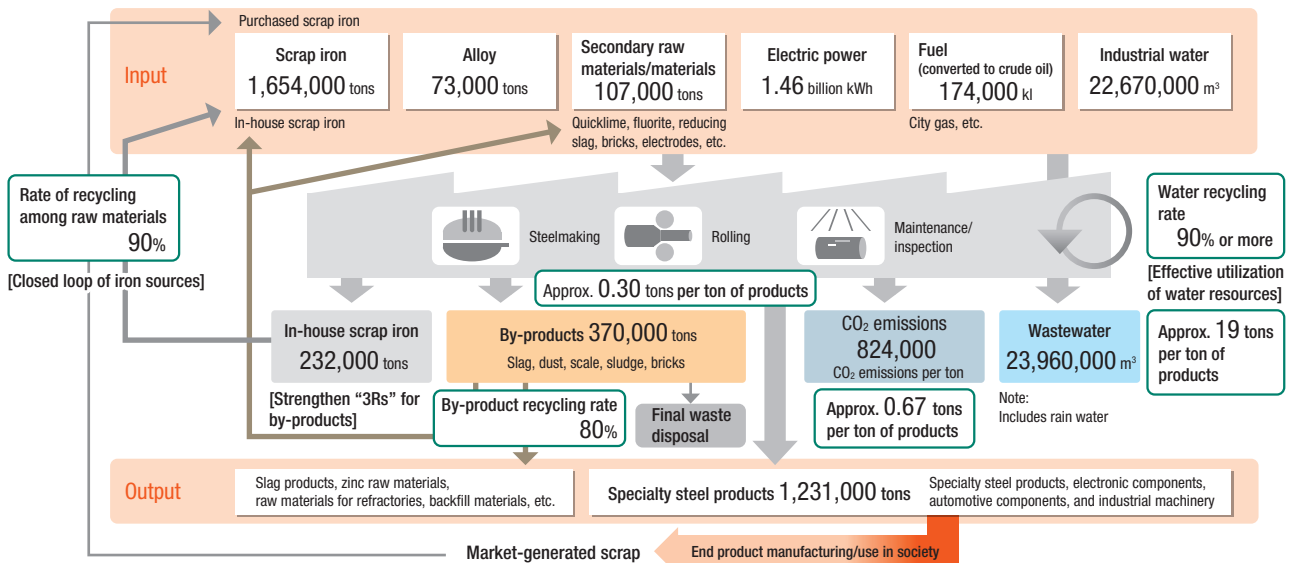 Purchased scrap iron
Input
Scrap iron
1,654,000 tons
Alloy
73,000 tons
Secondary raw
materials/materials
107,000 tons
Electric power
1.46 billion kWh
Fuel
(converted to crude oil)
174,000 kl
Industrial water
22,670,000 m³
In-house scrap iron
Quicklime, fluorite, reducing
slag, bricks, electrodes, etc.
City gas, etc.
Rate of recycling
among raw materials
90%
[Closed loop of iron sources]
Steelmaking
Rolling
Maintenance/
inspection
Water recycling
rate
90% or more
[Effective utilization
of water resources]
Approx. 0.30 tons per ton of products
In-house scrap iron
232,000 tons
By-products 370,000 tons
Slag, dust, scale, sludge, bricks
CO₂ emissions
824,000
CO₂ emissions per ton
Wastewater
23,960,000 m³
Approx. 19 tons
per ton of
products
[Strengthen “3Rs” for
by-products]
By-product recycling rate
80%
Final waste
disposal
Approx. 0.67 tons
per ton of products
Note:
Includes rain water
Output
Slag products, zinc raw materials,
raw materials for refractories, backfill materials, etc.
Specialty steel products 1,231,000 tons
Specialty steel products, electronic components,
automotive components, and industrial machinery
Market-generated scrap
End product manufacturing/use in society